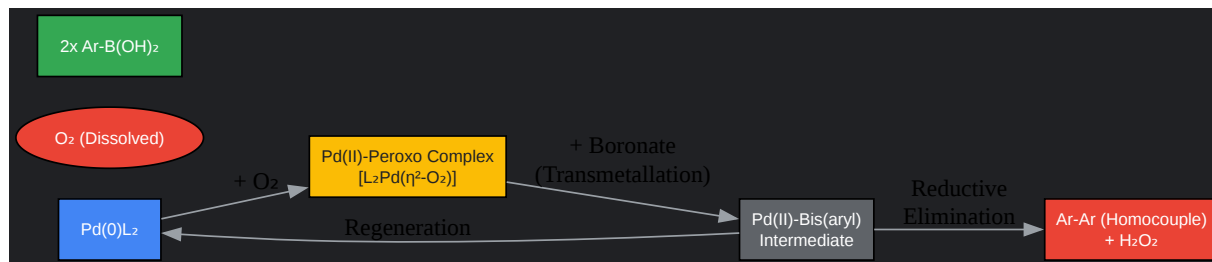 2x Ar-B(OH)₂
O₂ (Dissolved)
Pd(0)L₂
+ O₂
Pd(II)-Peroxo Complex
[L₂Pd(η²-O₂)]
+ Boronate
(Transmetallation)
Regeneration
Pd(II)-Bis(aryl)
Intermediate
Reductive
Elimination
Ar-Ar (Homocouple)
+ H₂O₂